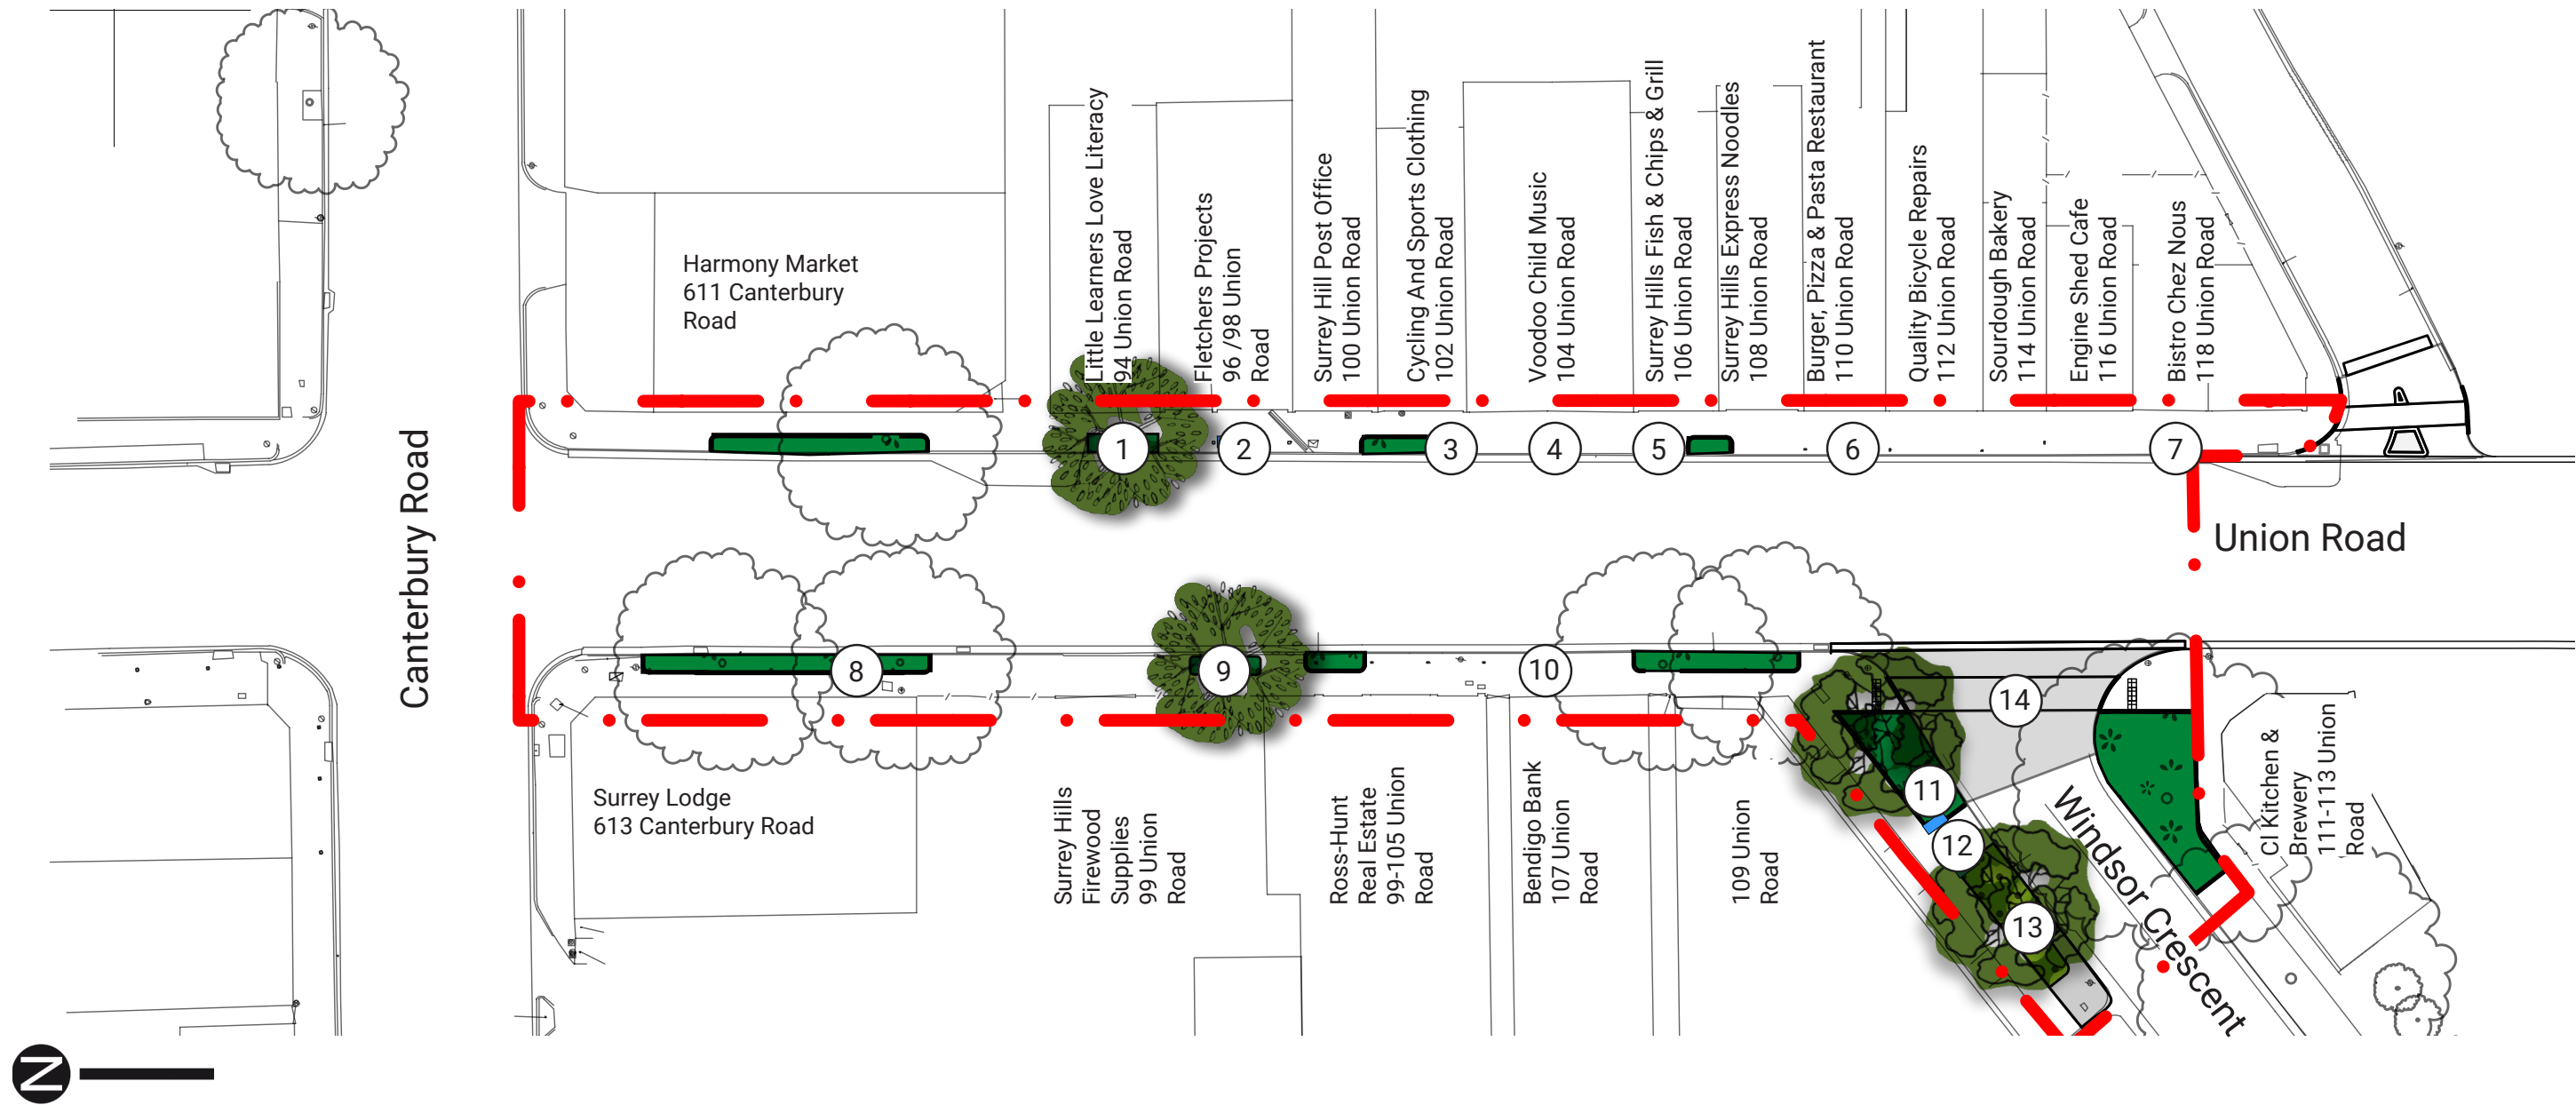 Harmony Market
611 Canterbury
Road
Little Learners Love Literacy
94 Union Road
Fletchers Projects
96 /98 Union
Road
Surrey Hill Post Office
100 Union Road
Cycling And Sports Clothing
102 Union Road
Voodoo Child Music
104 Union Road
Surrey Hills Fish & Chips & Grill
106 Union Road
Surrey Hills Express Noodles
108 Union Road
Burger, Pizza & Pasta Restaurant
110 Union Road
Quality Bicycle Repairs
112 Union Road
Sourdough Bakery
114 Union Road
Engine Shed Cafe
116 Union Road
Bistro Chez Nous
118 Union Road
1
2
3
4
5
6
7
Canterbury Road
Union Road
8
9
10
14
11
12
13
Surrey Lodge
613 Canterbury Road
Surrey Hills
Firewood
Supplies
99 Union
Road
Ross-Hunt
Real Estate
99-105 Union
Road
Bendigo Bank
107 Union
Road
109 Union
Road
Windsor Crescent
CI Kitchen &
Brewery
111-113 Union
Road
N